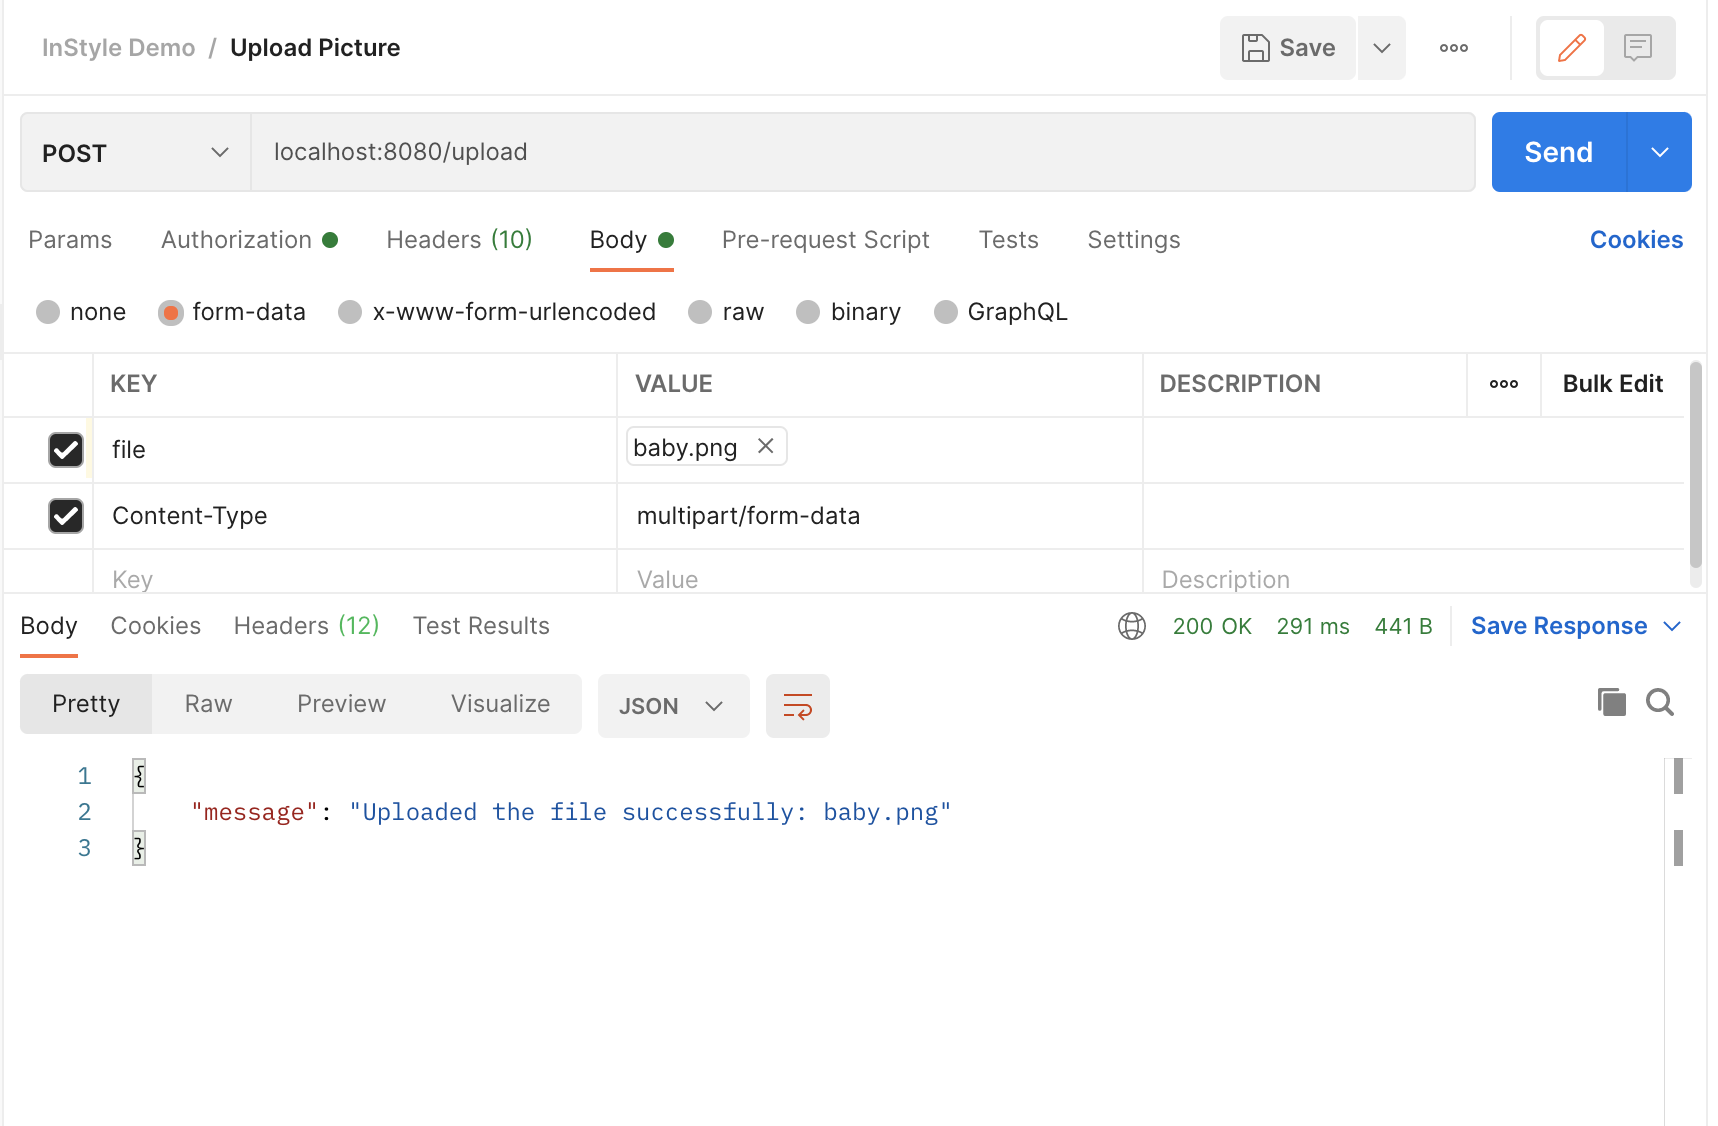 InStyle Demo / Upload Picture
Save
POST
localhost:8080/upload
Send
Params Authorization Headers (10) Body Pre-request Script Tests Settings Cookies
none form-data x-www-form-urlencoded raw binary GraphQL
KEY VALUE DESCRIPTION Bulk Edit
file baby.png
Content-Type multipart/form-data
Key Value Description
Body Cookies Headers (12) Test Results 200 OK 291 ms 441 B Save Response
Pretty Raw Preview Visualize JSON
1 {
2 "message": "Uploaded the file successfully: baby.png"
3 }